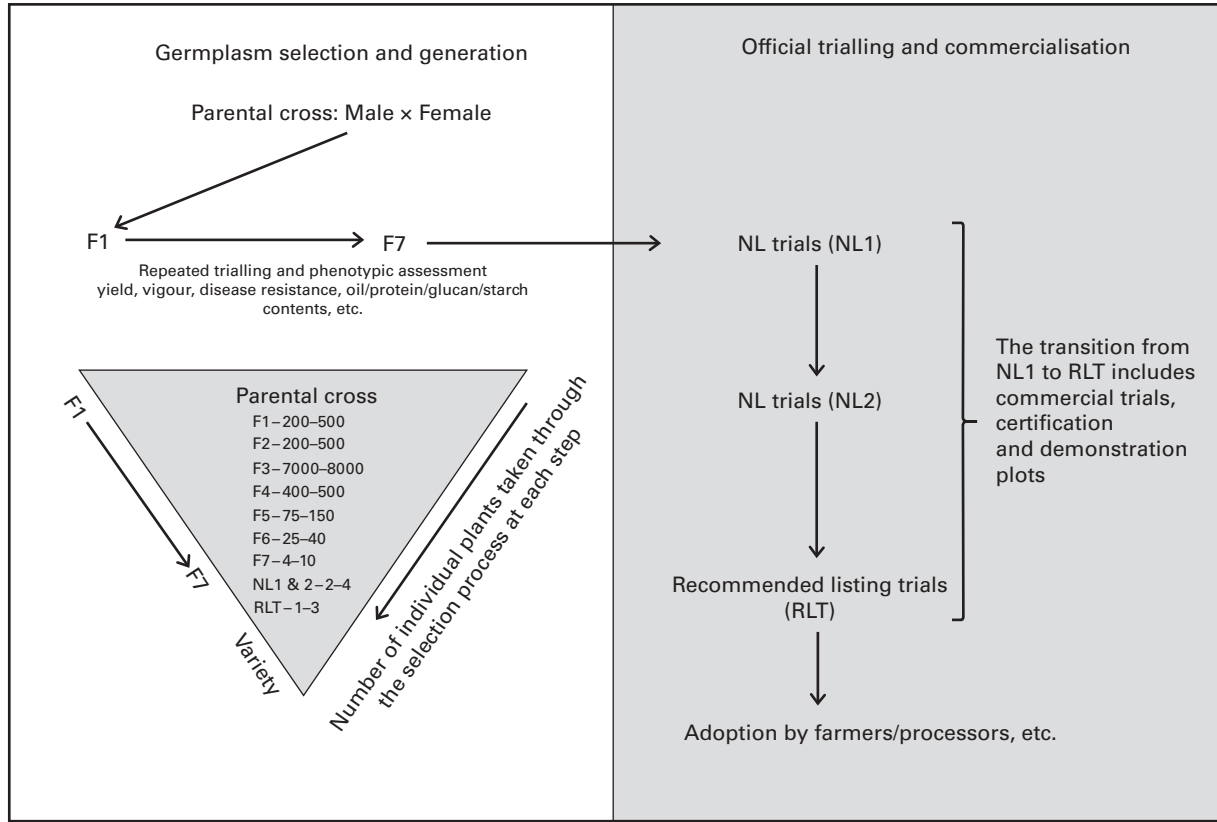 Germplasm selection and generation
Parental cross: Male × Female
F1
F7
Repeated trialling and phenotypic assessment
yield, vigour, disease resistance, oil/protein/glucan/starch
contents, etc.
F1
F7
Variety
Parental cross
F1–200–500
F2–200–500
F3–7000–8000
F4–400–500
F5–75–150
F6–25–40
F7–4–10
NL1 & 2–2–4
RLT–1–3
Number of individual plants taken through
the selection process at each step
Official trialling and commercialisation
NL trials (NL1)
NL trials (NL2)
Recommended listing trials
(RLT)
Adoption by farmers/processors, etc.
The transition from
NL1 to RLT includes
commercial trials,
certification
and demonstration
plots